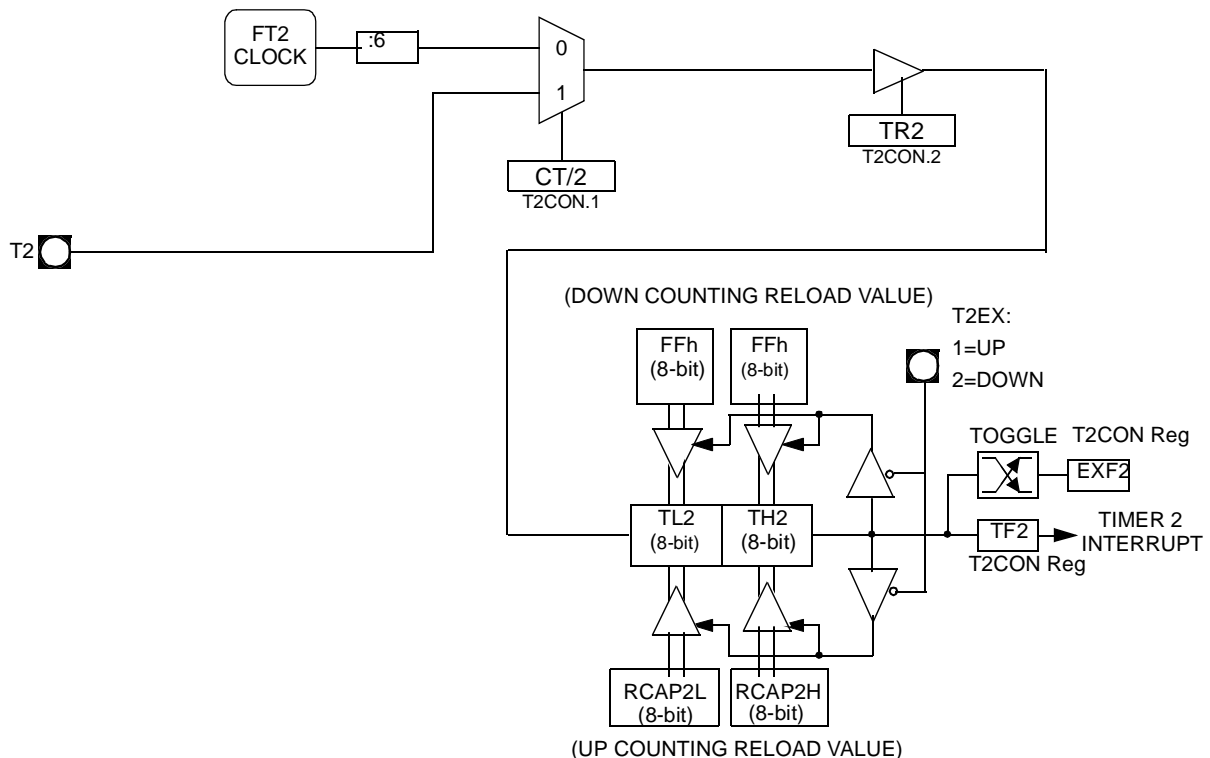 FT2
CLOCK
:6
0
1
TR2
T2CON.2
CT/2
T2CON.1
T2
(DOWN COUNTING RELOAD VALUE)
T2EX:
1=UP
2=DOWN
FFh
(8-bit)
FFh
(8-bit)
TOGGLE
T2CON Reg
EXF2
TL2
(8-bit)
TH2
(8-bit)
TF2
TIMER 2
INTERRUPT
T2CON Reg
RCAP2L
(8-bit)
RCAP2H
(8-bit)
(UP COUNTING RELOAD VALUE)